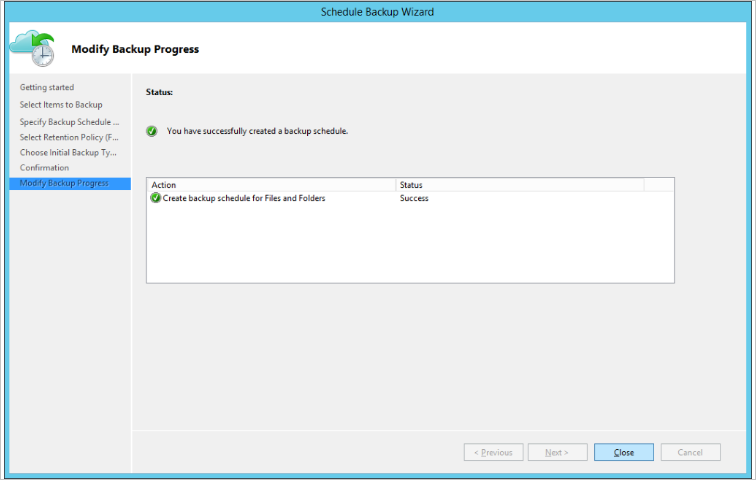 Schedule Backup Wizard
Modify Backup Progress
Getting started
Select Items to Backup
Specify Backup Schedule ...
Select Retention Policy (F...
Choose Initial Backup Ty...
Confirmation
Modify Backup Progress
Status:
You have successfully created a backup schedule.
Action Status
Create backup schedule for Files and Folders Success
< Previous Next > Close Cancel